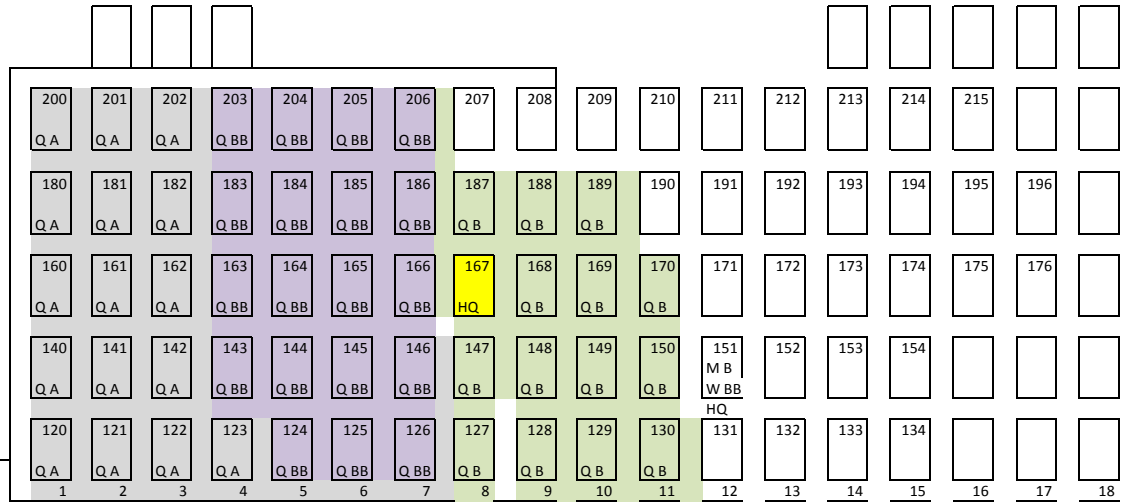 200 201 202 203 204 205 206 207 208 209 210 211 212 213 214 215
Q A Q A Q A Q BB Q BB Q BB Q BB
180 181 182 183 184 185 186 187 188 189 190 191 192 193 194 195 196
Q A Q A Q A Q BB Q BB Q BB Q BB Q B Q B Q B
160 161 162 163 164 165 166 167 168 169 170 171 172 173 174 175 176
Q A Q A Q A Q BB Q BB Q BB Q BB HQ Q B Q B Q B
140 141 142 143 144 145 146 147 148 149 150 151 152 153 154
M B
Q A Q A Q A Q BB Q BB Q BB Q BB Q B Q B Q B Q B W BB
HQ
120 121 122 123 124 125 126 127 128 129 130 131 132 133 134
Q A Q A Q A Q A Q BB Q BB Q BB Q B Q B Q B Q B
1 2 3 4 5 6 7 8 9 10 11 12 13 14 15 16 17 18